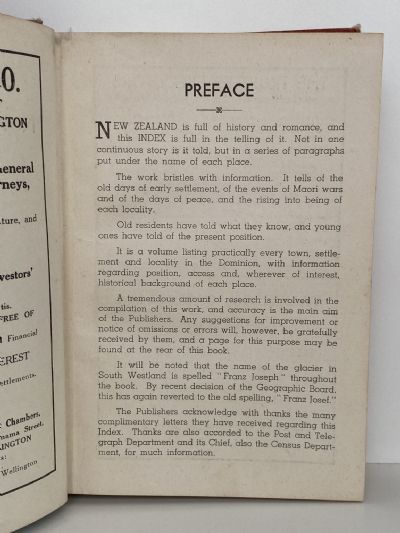 O.
NGTON
General
rneys,
ture, and
vestors'
tis.
FREE OF
Financial
EREST
ettlements.
Chambers,
nama Street,
LINGTON
s:
Wellington
PREFACE
NEW ZEALAND is full of history and romance, and
this INDEX is full in the telling of it. Not in one
continuous story is it told, but in a series of paragraphs
put under the name of each place.
The work bristles with information. It tells of the
old days of early settlement, of the events of Maori wars
and of the days of peace, and the rising into being of
each locality.
Old residents have told what they know, and young
ones have told of the present position.
It is a volume listing practically every town, settle-
ment and locality in the Dominion, with information
regarding position, access and, wherever of interest,
historical background of each place.
A tremendous amount of research is involved in the
compilation of this work, and accuracy is the main aim
of the Publishers. Any suggestions for improvement or
notice of omissions or errors will, however, be gratefully
received by them, and a page for this purpose may be
found at the rear of this book.
It will be noted that the name of the glacier in
South Westland is spelled "Franz Joseph" throughout
the book. By recent decision of the Geographic Board,
this has again reverted to the old spelling, "Franz Josef."
The Publishers acknowledge with thanks the many
complimentary letters they have received regarding this
Index. Thanks are also accorded to the Post and Tele-
graph Department and its Chief, also the Census Depart-
ment, for much information.